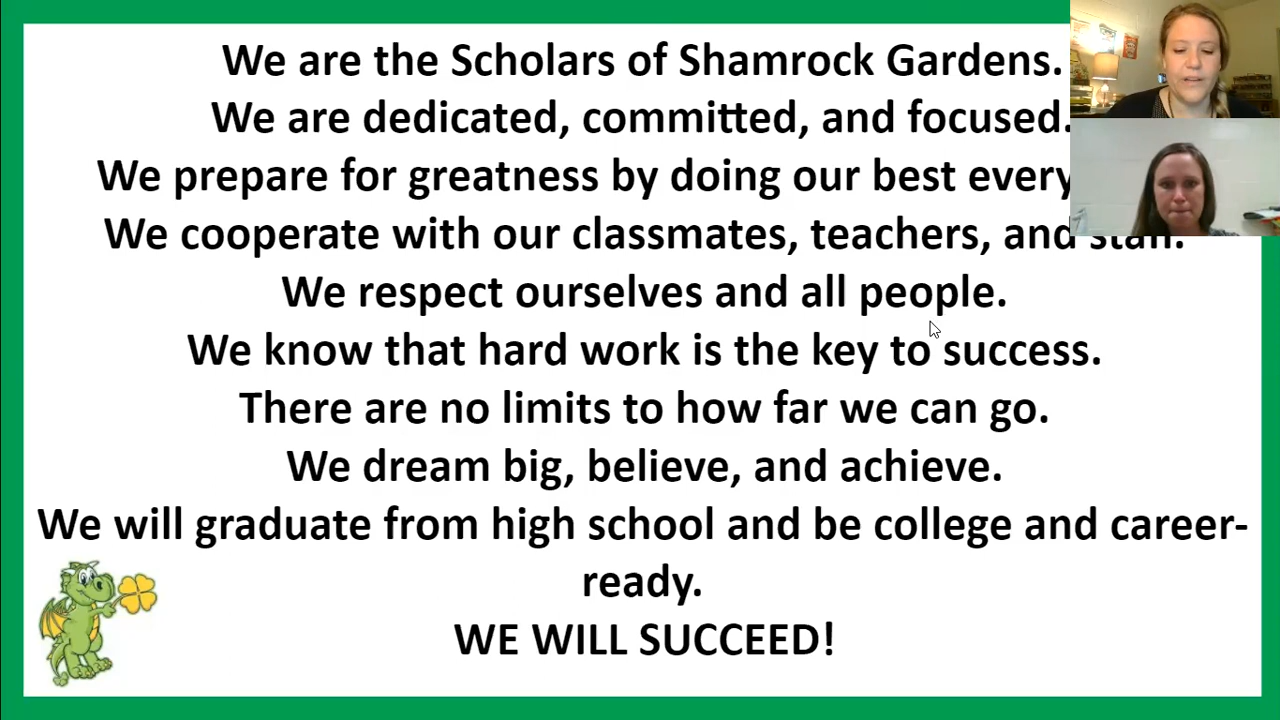 We are the Scholars of Shamrock Gardens.
We are dedicated, committed, and focused.
We prepare for greatness by doing our best every
We cooperate with our classmates, teachers, and staff.
We respect ourselves and all people.
We know that hard work is the key to success.
There are no limits to how far we can go.
We dream big, believe, and achieve.
We will graduate from high school and be college and career-
ready.
WE WILL SUCCEED!